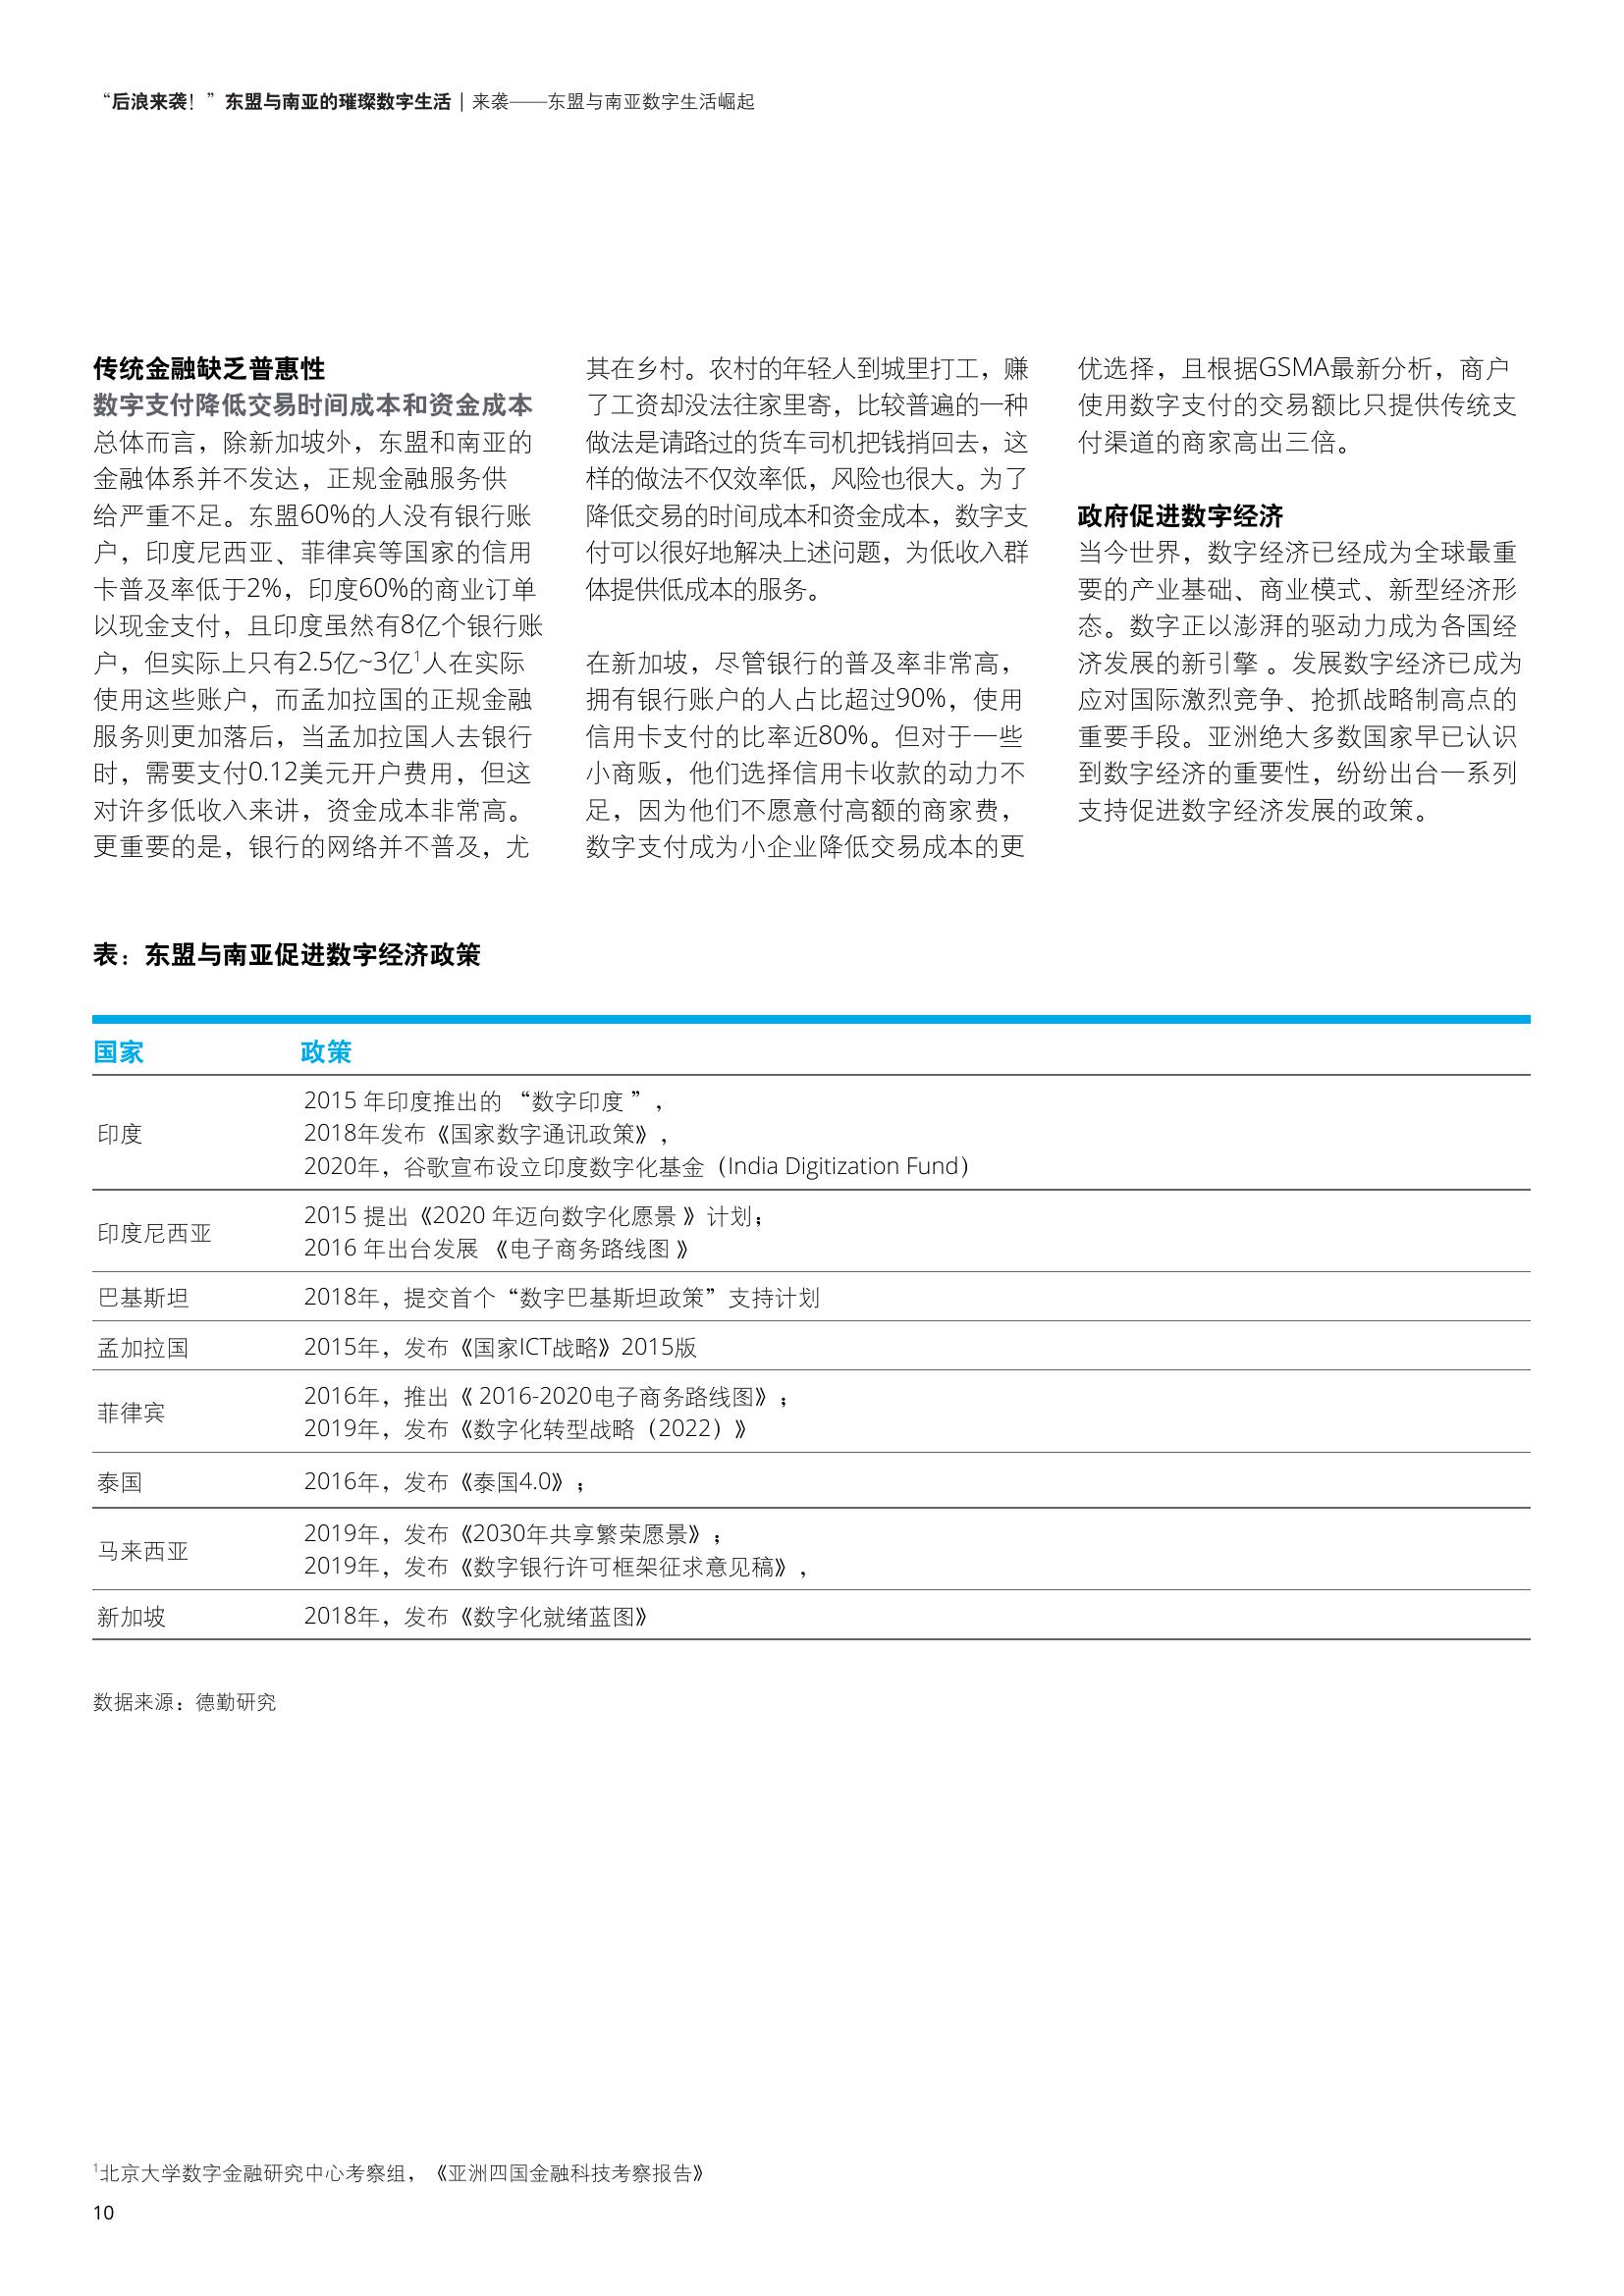 “后浪来袭！”东盟与南亚的璀璨数字生活 | 来袭——东盟与南亚数字生活崛起
传统金融缺乏普惠性
数字支付降低交易时间成本和资金成本
总体而言，除新加坡外，东盟和南亚的
金融体系并不发达，正规金融服务供
给严重不足。东盟60%的人没有银行账
户，印度尼西亚、菲律宾等国家的信用
卡普及率低于2%，印度60%的商业订单
以现金支付，且印度虽然有8亿个银行账
户，但实际上只有2.5亿~3亿¹人在实际
使用这些账户，而孟加拉国的正规金融
服务则更加落后，当孟加拉国人去银行
时，需要支付0.12美元开户费用，但这
对许多低收入来讲，资金成本非常高。
更重要的是，银行的网络并不普及，尤
其在乡村。农村的年轻人到城里打工，赚
了工资却没法往家里寄，比较普遍的一种
做法是请路过的货车司机把钱捎回去，这
样的做法不仅效率低，风险也很大。为了
降低交易的时间成本和资金成本，数字支
付可以很好地解决上述问题，为低收入群
体提供低成本的服务。
在新加坡，尽管银行的普及率非常高，
拥有银行账户的人占比超过90%，使用
信用卡支付的比率近80%。但对于一些
小商贩，他们选择信用卡收款的动力不
足，因为他们不愿意付高额的商家费，
数字支付成为小企业降低交易成本的更
优选择，且根据GSMA最新分析，商户
使用数字支付的交易额比只提供传统支
付渠道的商家高出三倍。
政府促进数字经济
当今世界，数字经济已经成为全球最重
要的产业基础、商业模式、新型经济形
态。数字正以澎湃的驱动力成为各国经
济发展的新引擎 。发展数字经济已成为
应对国际激烈竞争、抢抓战略制高点的
重要手段。亚洲绝大多数国家早已认识
到数字经济的重要性，纷纷出台一系列
支持促进数字经济发展的政策。
表：东盟与南亚促进数字经济政策
国家 政策
印度
2015 年印度推出的 “数字印度 ”，
2018年发布《国家数字通讯政策》，
2020年，谷歌宣布设立印度数字化基金（India Digitization Fund）
印度尼西亚
2015 提出《2020 年迈向数字化愿景 》计划；
2016 年出台发展 《电子商务路线图 》
巴基斯坦 2018年，提交首个“数字巴基斯坦政策”支持计划
孟加拉国 2015年，发布《国家ICT战略》2015版
菲律宾
2016年，推出《 2016-2020电子商务路线图》；
2019年，发布《数字化转型战略（2022）》
泰国 2016年，发布《泰国4.0》；
马来西亚
2019年，发布《2030年共享繁荣愿景》；
2019年，发布《数字银行许可框架征求意见稿》，
新加坡 2018年，发布《数字化就绪蓝图》
数据来源：德勤研究
¹北京大学数字金融研究中心考察组，《亚洲四国金融科技考察报告》
10